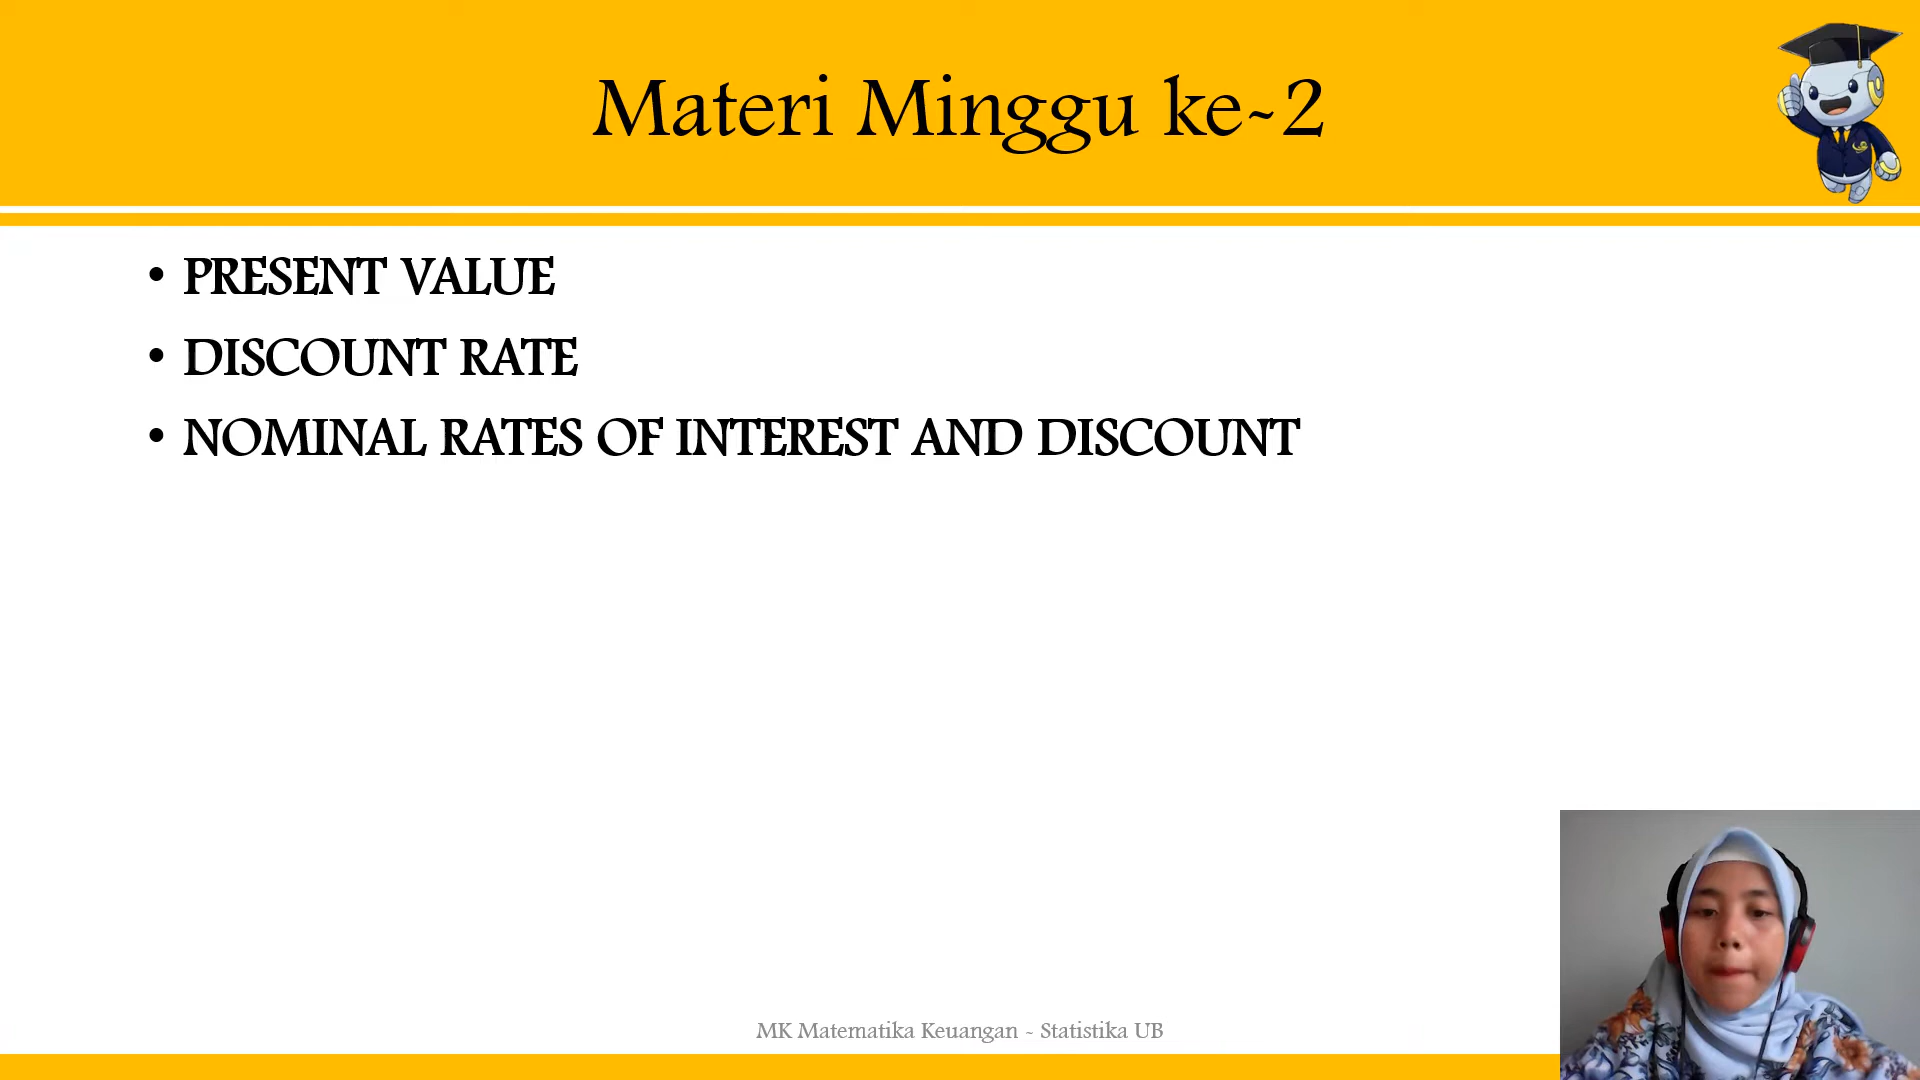 Materi Minggu ke-2
• PRESENT VALUE
• DISCOUNT RATE
• NOMINAL RATES OF INTEREST AND DISCOUNT
MK Matematika Keuangan - Statistika UB